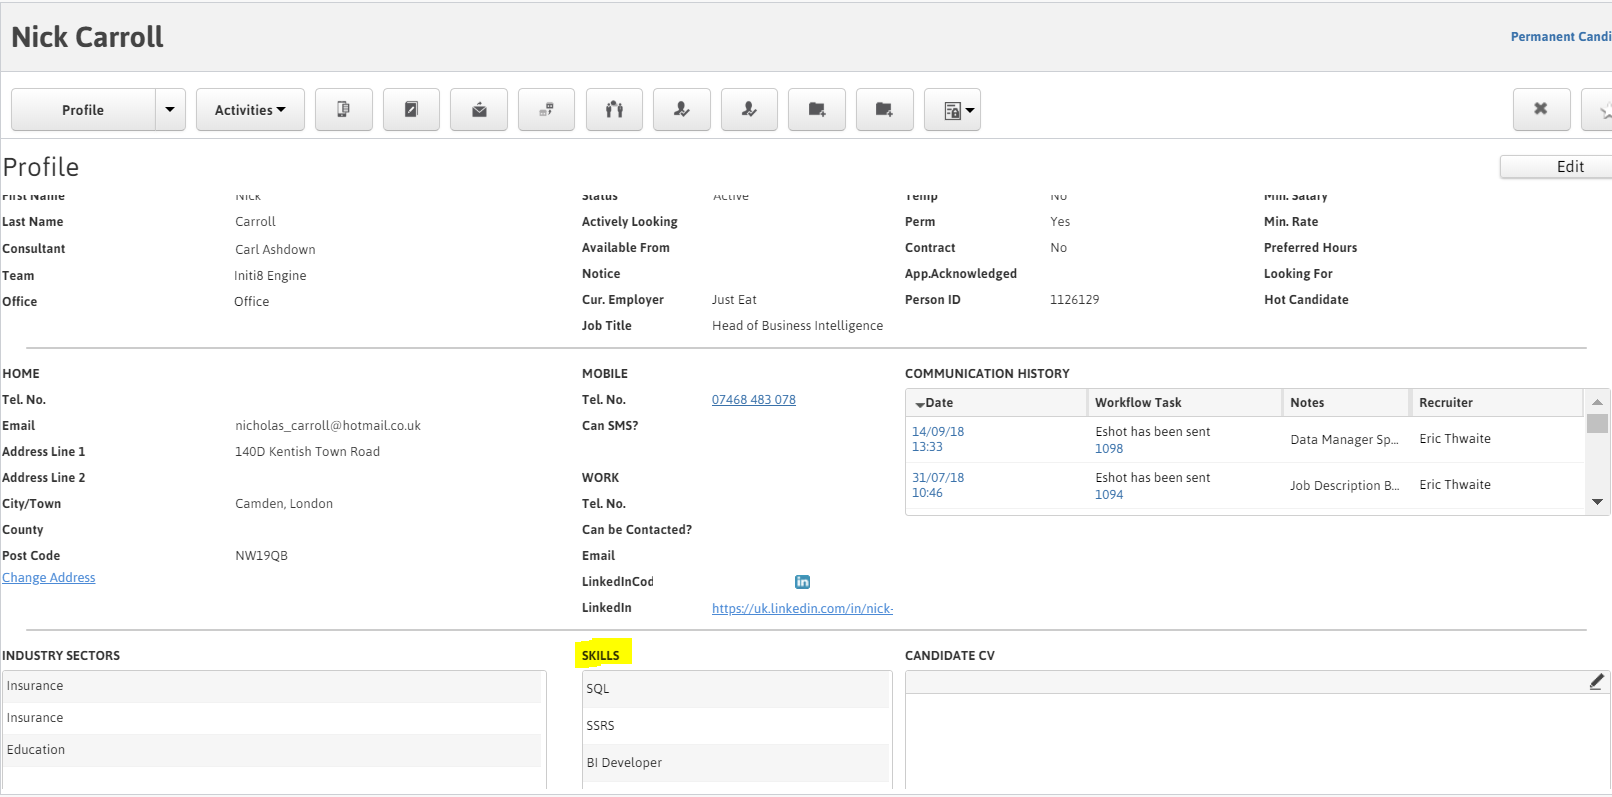 Nick Carroll
Permanent Candi
Profile
Activities
Profile
Edit
First Name Nick Status Active Temp No Min. Salary
Last Name Carroll Actively Looking Perm Yes Min. Rate
Consultant Carl Ashdown Available From Contract No Preferred Hours
Team Initi8 Engine Notice App.Acknowledged Looking For
Office Office Cur. Employer Just Eat Person ID 1126129 Hot Candidate
Job Title Head of Business Intelligence
HOME MOBILE COMMUNICATION HISTORY
Tel. No. Tel. No. 07468 483 078 Date Workflow Task Notes Recruiter
Email nicholas_carroll@hotmail.co.uk Can SMS? 14/09/18 Eshot has been sent Data Manager Sp... Eric Thwaite
13:33 1098
Address Line 1 140D Kentish Town Road
Address Line 2 WORK 31/07/18 Eshot has been sent Job Description B... Eric Thwaite
10:46 1094
City/Town Camden, London Tel. No.
County Can be Contacted?
Post Code NW19QB Email
Change Address LinkedInCod in
LinkedIn https://uk.linkedin.com/in/nick-
INDUSTRY SECTORS SKILLS CANDIDATE CV
Insurance SQL
Insurance SSRS
Education BI Developer